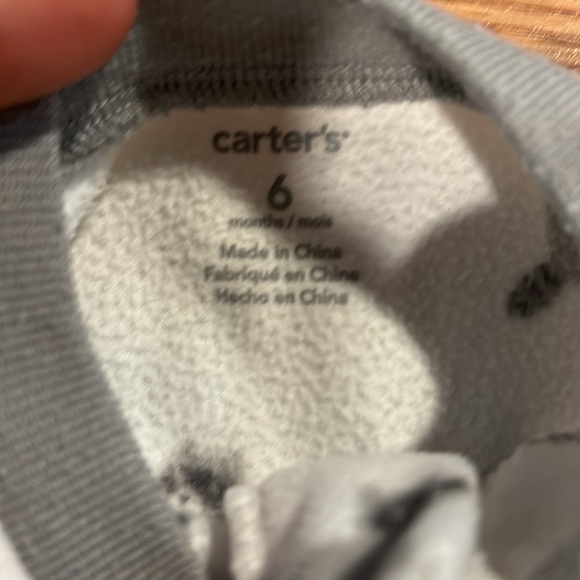 carter's
6
months / mois
Made in China
Fabriqué en Chine
Hecho en China